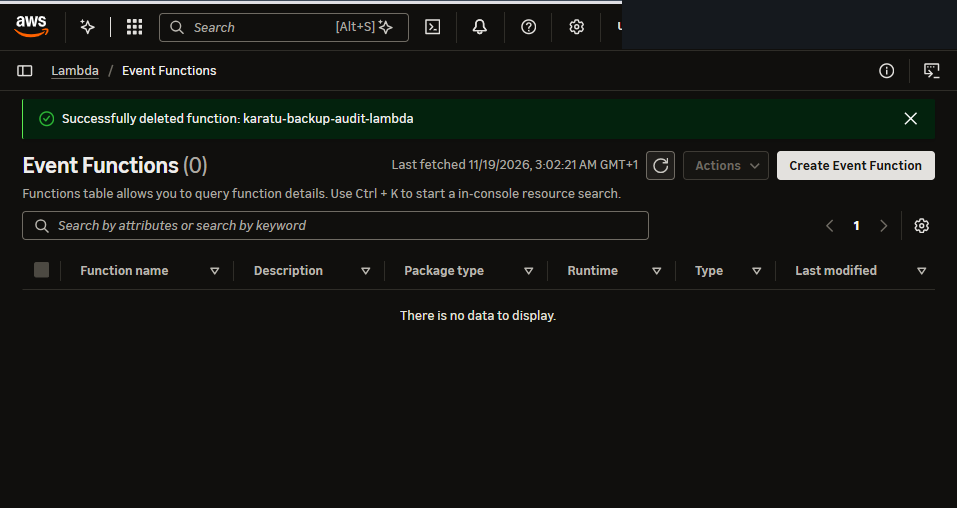 aws
Search [Alt+S]
Lambda / Event Functions
Successfully deleted function: karatu-backup-audit-lambda
Event Functions (0)
Last fetched 11/19/2026, 3:02:21 AM GMT+1
Actions
Create Event Function
Functions table allows you to query function details. Use Ctrl + K to start a in-console resource search.
Search by attributes or search by keyword
1
Function name Description Package type Runtime Type Last modified
There is no data to display.